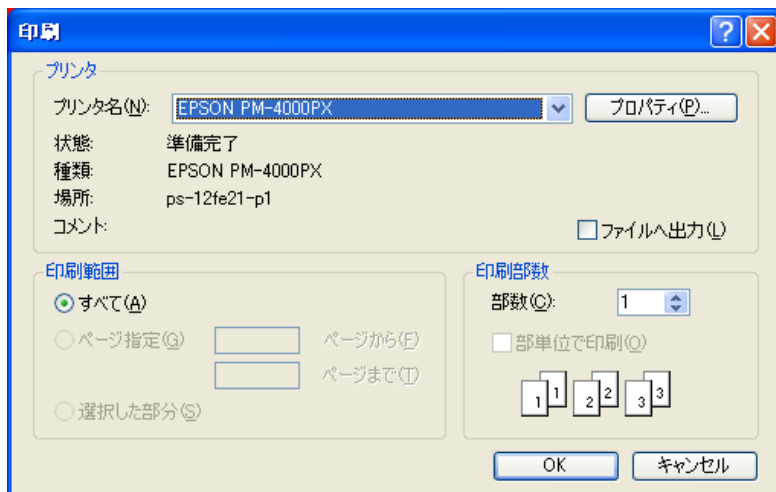 印刷
プリンタ
プリンタ名(N): EPSON PM-4000PX プロパティ(P)...
状態: 準備完了
種類: EPSON PM-4000PX
場所: ps-12fe21-p1
コメント: ファイルへ出力(L)
印刷範囲
すべて(A)
ページ指定(G) ページから(F)
ページまで(T)
選択した部分(S)
印刷部数
部数(C): 1
部単位で印刷(O)
1 1 2 2 3 3
OK キャンセル